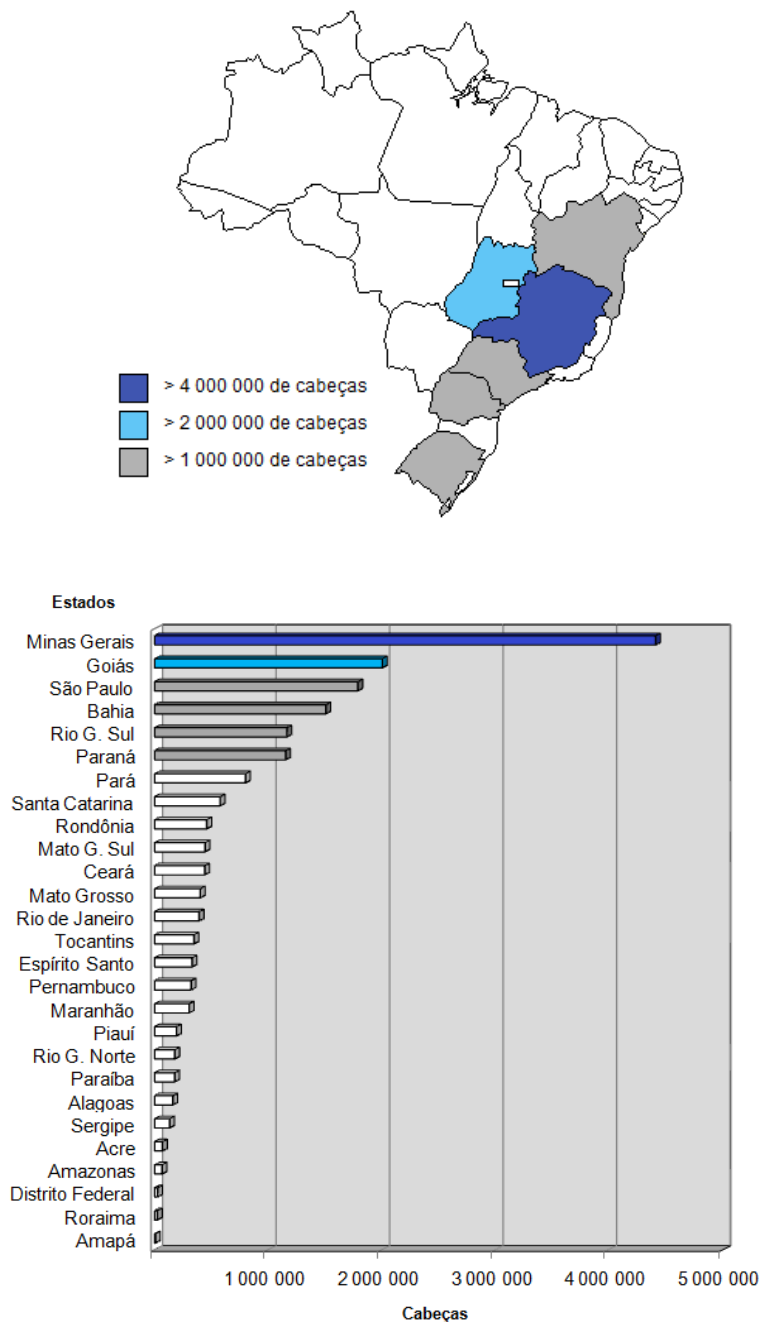 > 4 000 000 de cabeças
> 2 000 000 de cabeças
> 1 000 000 de cabeças
Estados
Minas Gerais
Goiás
São Paulo
Bahia
Rio G. Sul
Paraná
Pará
Santa Catarina
Rondônia
Mato G. Sul
Ceará
Mato Grosso
Rio de Janeiro
Tocantins
Espírito Santo
Pernambuco
Maranhão
Piauí
Rio G. Norte
Paraíba
Alagoas
Sergipe
Acre
Amazonas
Distrito Federal
Roraima
Amapá
1 000 000 2 000 000 3 000 000 4 000 000 5 000 000
Cabeças